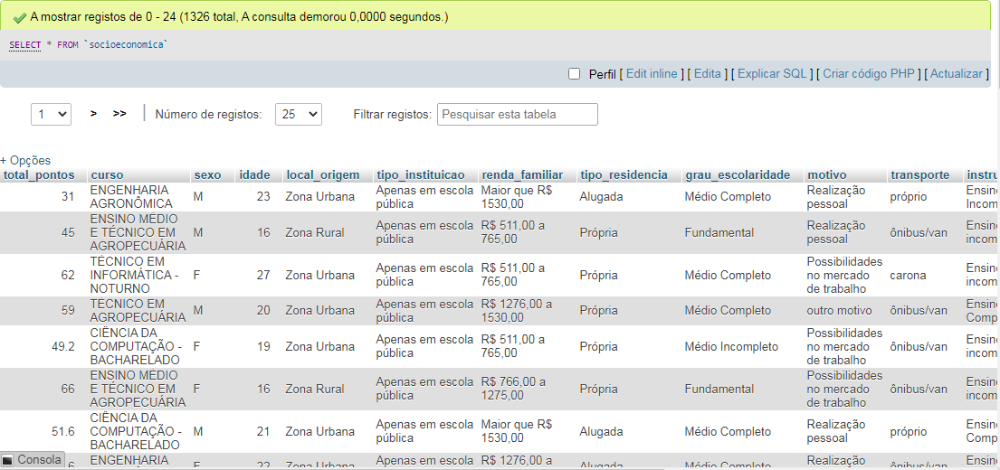 A mostrar registos de 0 - 24 (1326 total, A consulta demorou 0,0000 segundos.)
SELECT * FROM `socioeconomica`
Perfil [ Edit inline ] [ Edita ] [ Explicar SQL ] [ Criar código PHP ] [ Actualizar ]
1 > >> Número de registos: 25 Filtrar registos: Pesquisar esta tabela
+ Opções
total_pontos curso sexo idade local_origem tipo_instituicao renda_familiar tipo_residencia grau_escolaridade motivo transporte instru
31 ENGENHARIA AGRONÔMICA M 23 Zona Urbana Apenas em escola pública Maior que R$ 1530,00 Alugada Médio Completo Realização pessoal próprio Ensino Incom
45 ENSINO MÉDIO E TÉCNICO EM AGROPECUÁRIA M 16 Zona Rural Apenas em escola pública R$ 511,00 a 765,00 Própria Fundamental Realização pessoal ônibus/van Ensin incom
62 TÉCNICO EM INFORMÁTICA - NOTURNO F 27 Zona Urbana Apenas em escola pública R$ 511,00 a 765,00 Própria Médio Completo Possibilidades no mercado de trabalho carona Ensin incom
59 TÉCNICO EM AGROPECUÁRIA M 20 Zona Urbana Apenas em escola pública R$ 1276,00 a 1530,00 Própria Médio Completo outro motivo ônibus/van Ensin Comp
49.2 CIÊNCIA DA COMPUTAÇÃO - BACHARELADO F 19 Zona Urbana Apenas em escola pública R$ 511,00 a 765,00 Própria Médio Incompleto Possibilidades no mercado de trabalho ônibus/van Ensin incom
66 ENSINO MÉDIO E TÉCNICO EM AGROPECUÁRIA F 16 Zona Rural Apenas em escola pública R$ 766,00 a 1275,00 Própria Fundamental Possibilidades no mercado de trabalho ônibus/van Ensin incom
51.6 CIÊNCIA DA COMPUTAÇÃO - BACHARELADO M 21 Zona Urbana Apenas em escola pública Maior que R$ 1530,00 Alugada Médio Completo Realização pessoal próprio Ensin Comp
6 ENGENHARIA F 22 Zona Urbana Apenas em escola R$ 1276,00 a Alugada Médio Completo Realização ônibus/van Ensin
Consola